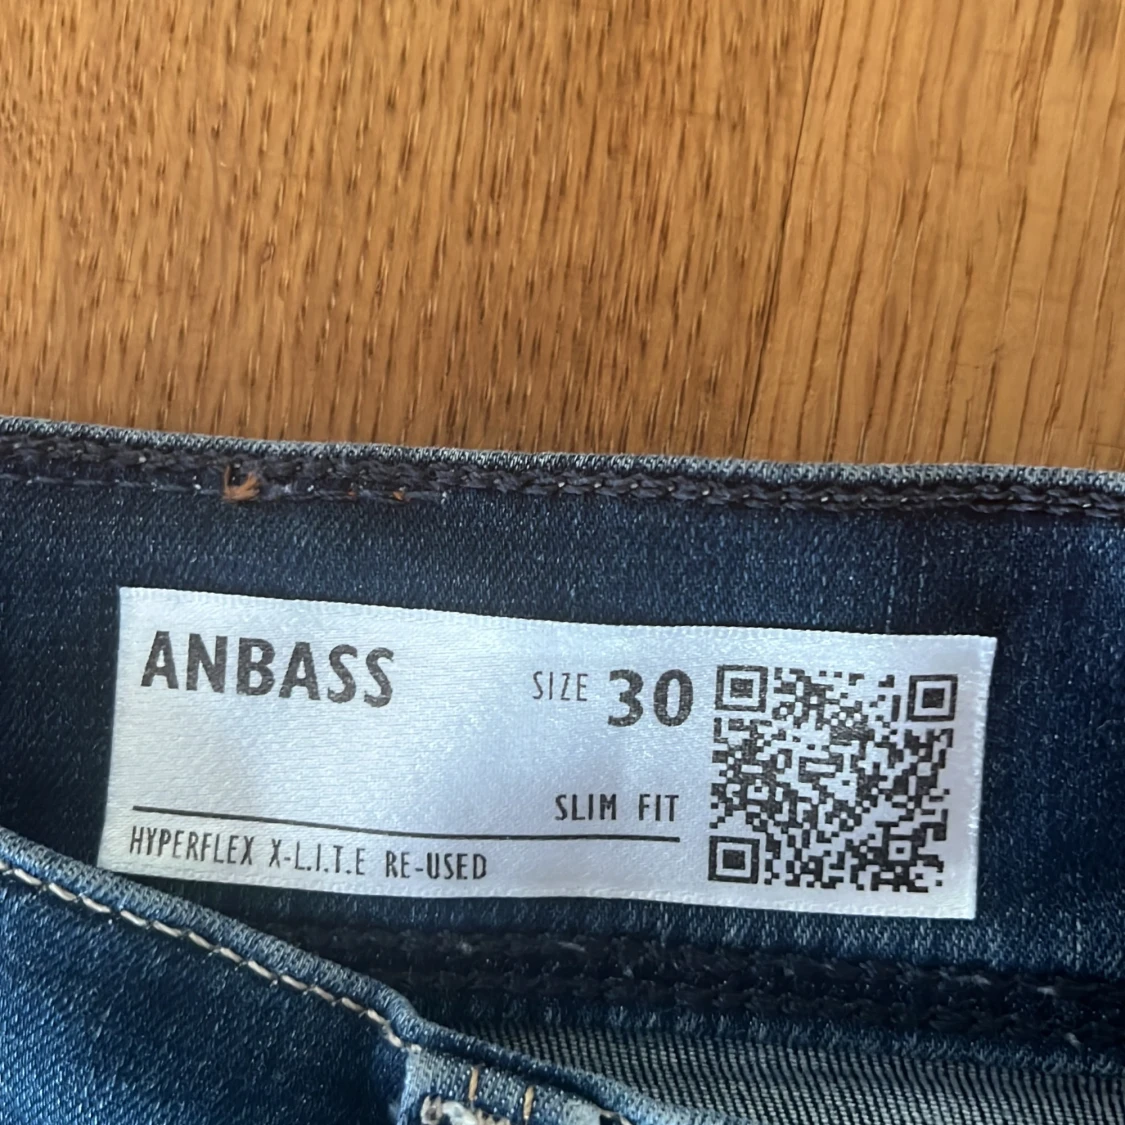 ANBASS
SIZE 30
SLIM FIT
HYPERFLEX X-L.I.T.E RE-USED